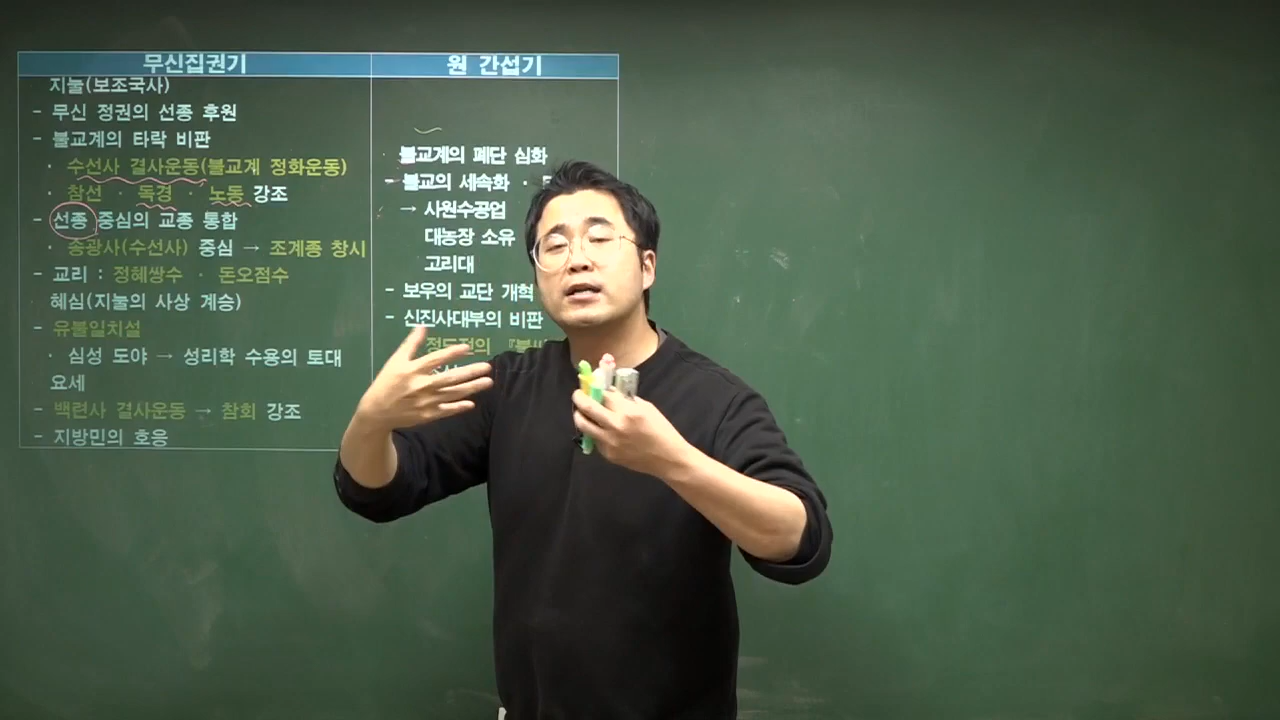 무신집권기
지눌(보조국사)
- 무신 정권의 선종 후원
- 불교계의 타락 비판
· 수선사 결사운동(불교계 정화운동)
· 참선 · 독경 · 노동 강조
- 선종 중심의 교종 통합
· 송광사(수선사) 중심 → 조계종 창시
- 교리 : 정혜쌍수 · 돈오점수
혜심(지눌의 사상 계승)
- 유불일치설
· 심성 도야 → 성리학 수용의 토대
요세
- 백련사 결사운동 → 참회 강조
- 지방민의 호응
원 간섭기
불교계의 폐단 심화
- 불교의 세속화 ·
→ 사원수공업
대농장 소유
고리대
- 보우의 교단 개혁
- 신진사대부의 비판
정도전의